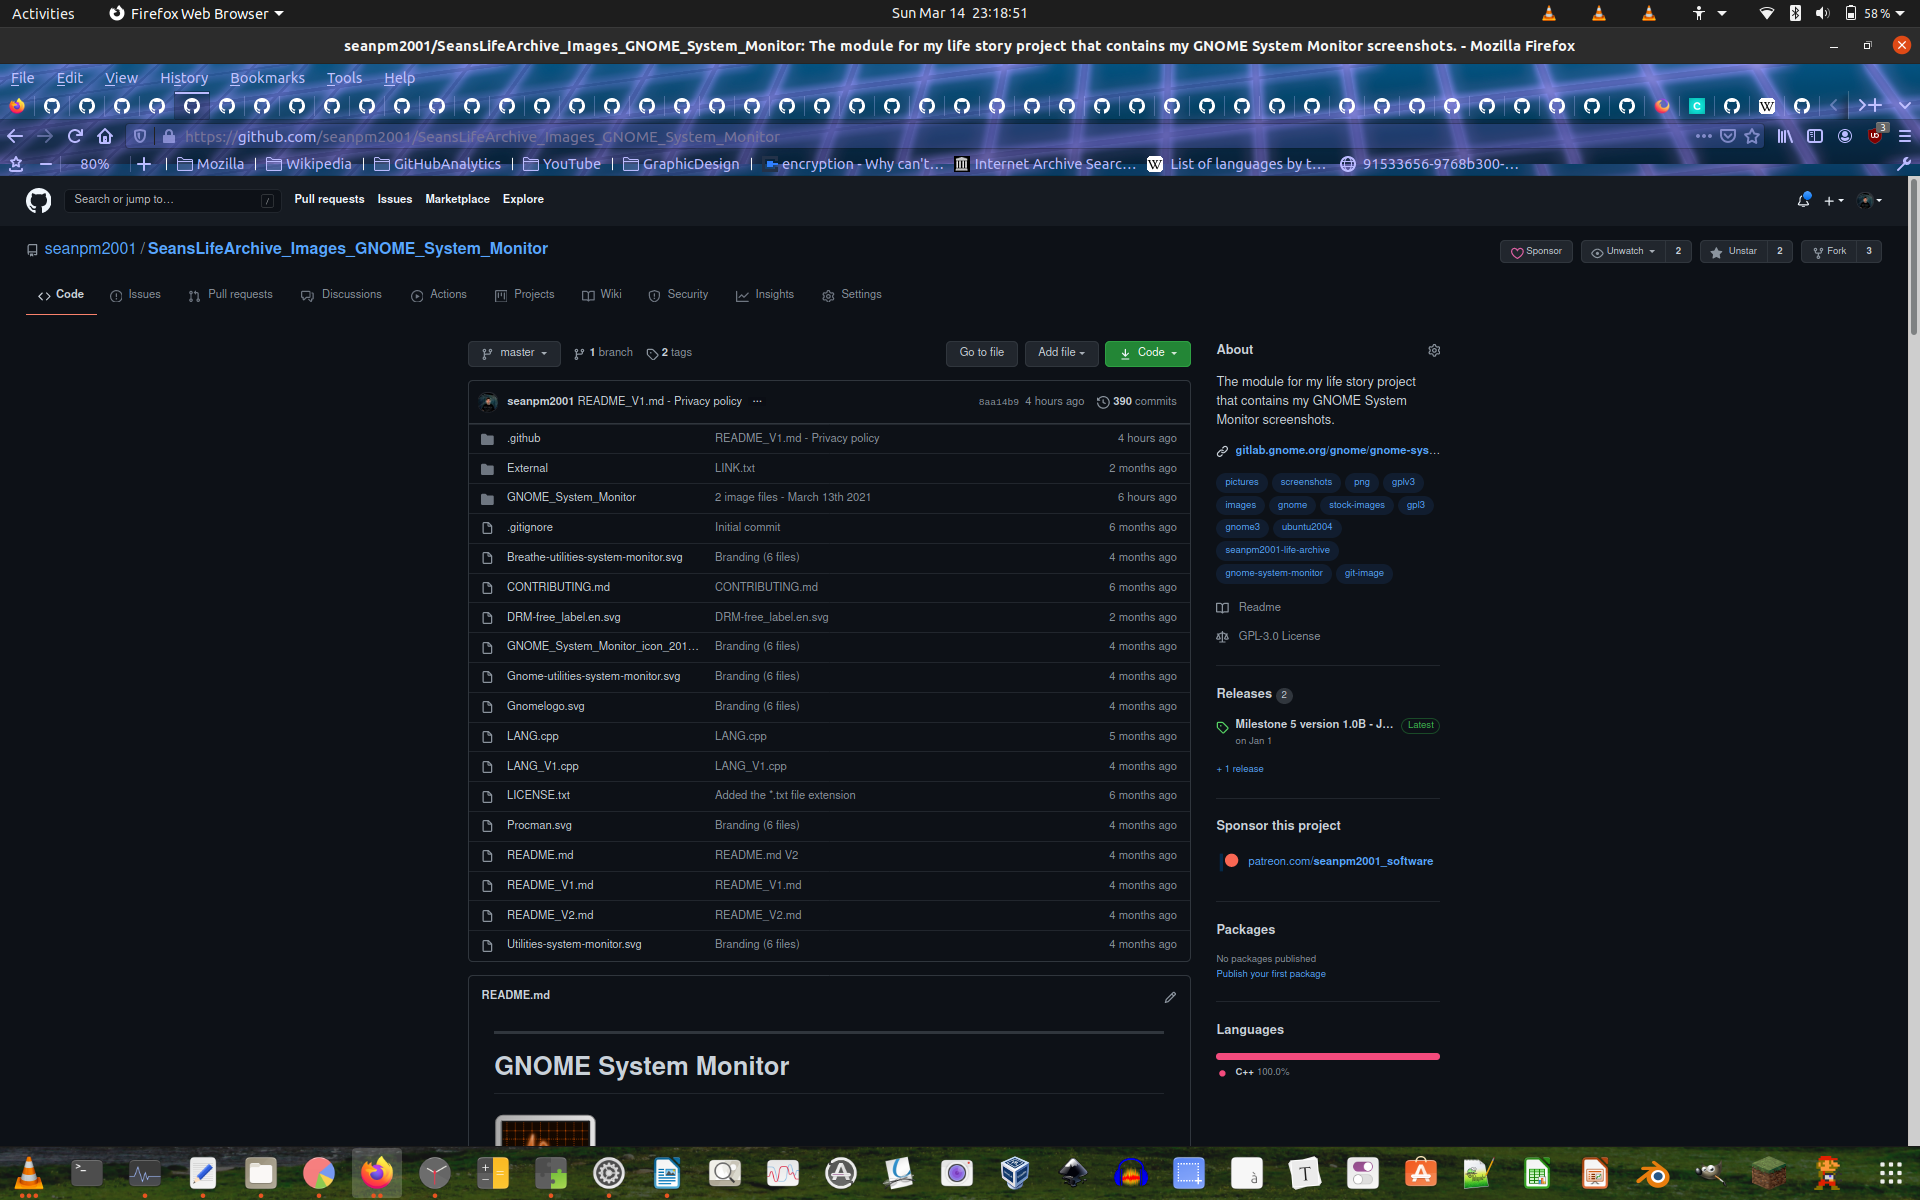 Activities Firefox Web Browser Sun Mar 14 23:18:51 58 %
seanpm2001/SeansLifeArchive_Images_GNOME_System_Monitor: The module for my life story project that contains my GNOME System Monitor screenshots. - Mozilla Firefox
File Edit View History Bookmarks Tools Help
https://github.com/seanpm2001/SeansLifeArchive_Images_GNOME_System_Monitor 3
80% Mozilla Wikipedia GitHubAnalytics YouTube GraphicDesign encryption - Why can't… Internet Archive Searc… List of languages by t… 91533656-9768b300-…
Search or jump to… / Pull requests Issues Marketplace Explore
seanpm2001 / SeansLifeArchive_Images_GNOME_System_Monitor Sponsor Unwatch 2 Unstar 2 Fork 3
Code Issues Pull requests Discussions Actions Projects Wiki Security Insights Settings
master 1 branch 2 tags Go to file Add file Code
seanpm2001 README_V1.md - Privacy policy … 8aa14b9 4 hours ago 390 commits
.github README_V1.md - Privacy policy 4 hours ago
External LINK.txt 2 months ago
GNOME_System_Monitor 2 image files - March 13th 2021 6 hours ago
.gitignore Initial commit 6 months ago
Breathe-utilities-system-monitor.svg Branding (6 files) 4 months ago
CONTRIBUTING.md CONTRIBUTING.md 6 months ago
DRM-free_label.en.svg DRM-free_label.en.svg 2 months ago
GNOME_System_Monitor_icon_201… Branding (6 files) 4 months ago
Gnome-utilities-system-monitor.svg Branding (6 files) 4 months ago
Gnomelogo.svg Branding (6 files) 4 months ago
LANG.cpp LANG.cpp 5 months ago
LANG_V1.cpp LANG_V1.cpp 4 months ago
LICENSE.txt Added the *.txt file extension 6 months ago
Procman.svg Branding (6 files) 4 months ago
README.md README.md V2 4 months ago
README_V1.md README_V1.md 4 months ago
README_V2.md README_V2.md 4 months ago
Utilities-system-monitor.svg Branding (6 files) 4 months ago
README.md
GNOME System Monitor
About
The module for my life story project
that contains my GNOME System
Monitor screenshots.
gitlab.gnome.org/gnome/gnome-sys…
pictures screenshots png gplv3
images gnome stock-images gpl3
gnome3 ubuntu2004
seanpm2001-life-archive
gnome-system-monitor git-image
Readme
GPL-3.0 License
Releases 2
Milestone 5 version 1.0B - J… Latest
on Jan 1
+ 1 release
Sponsor this project
patreon.com/seanpm2001_software
Packages
No packages published
Publish your first package
Languages
C++ 100.0%